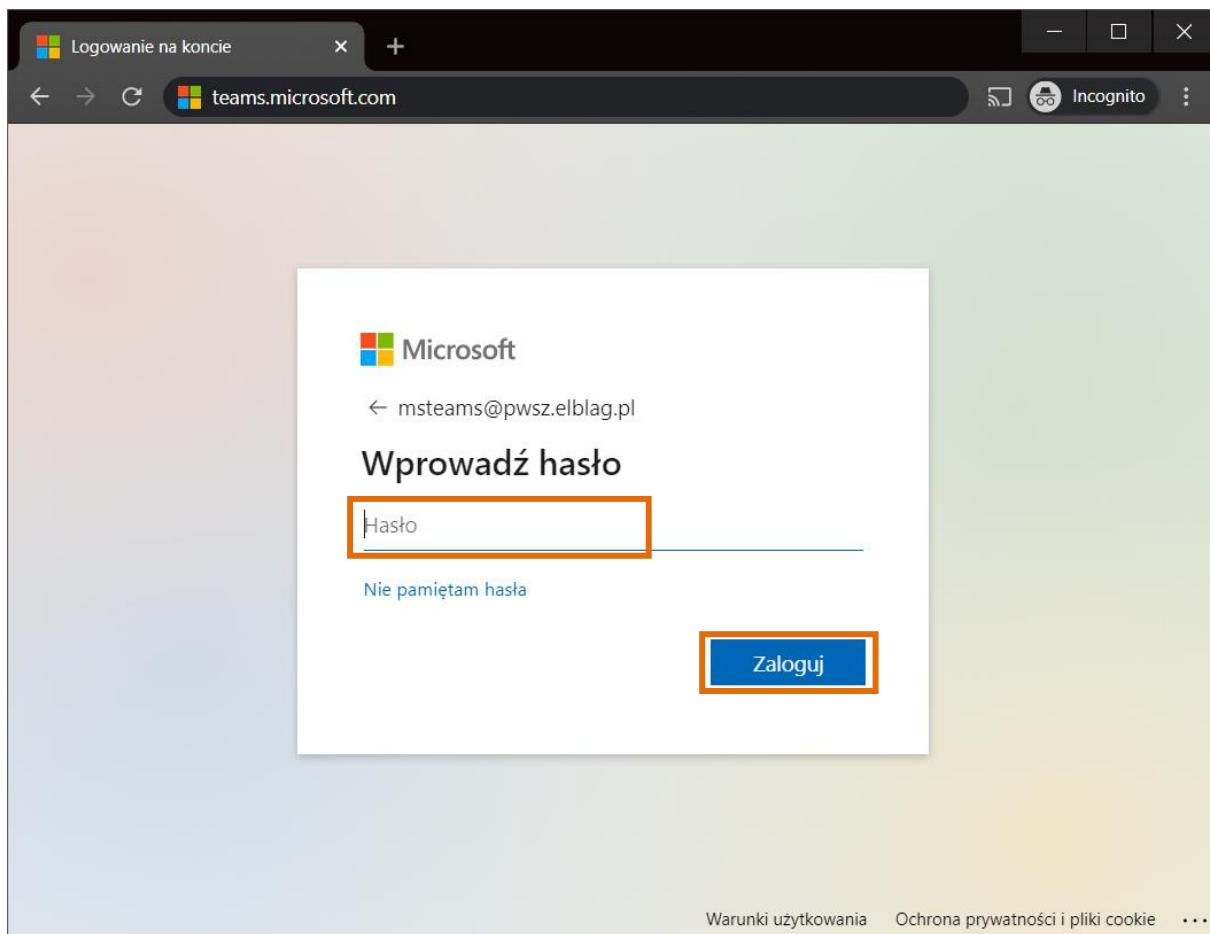 Logowanie na koncie
teams.microsoft.com
Incognito
Microsoft
msteams@pwsz.elblag.pl
Wprowadź hasło
Hasło
Nie pamiętam hasła
Zaloguj
Warunki użytkowania Ochrona prywatności i pliki cookie ...